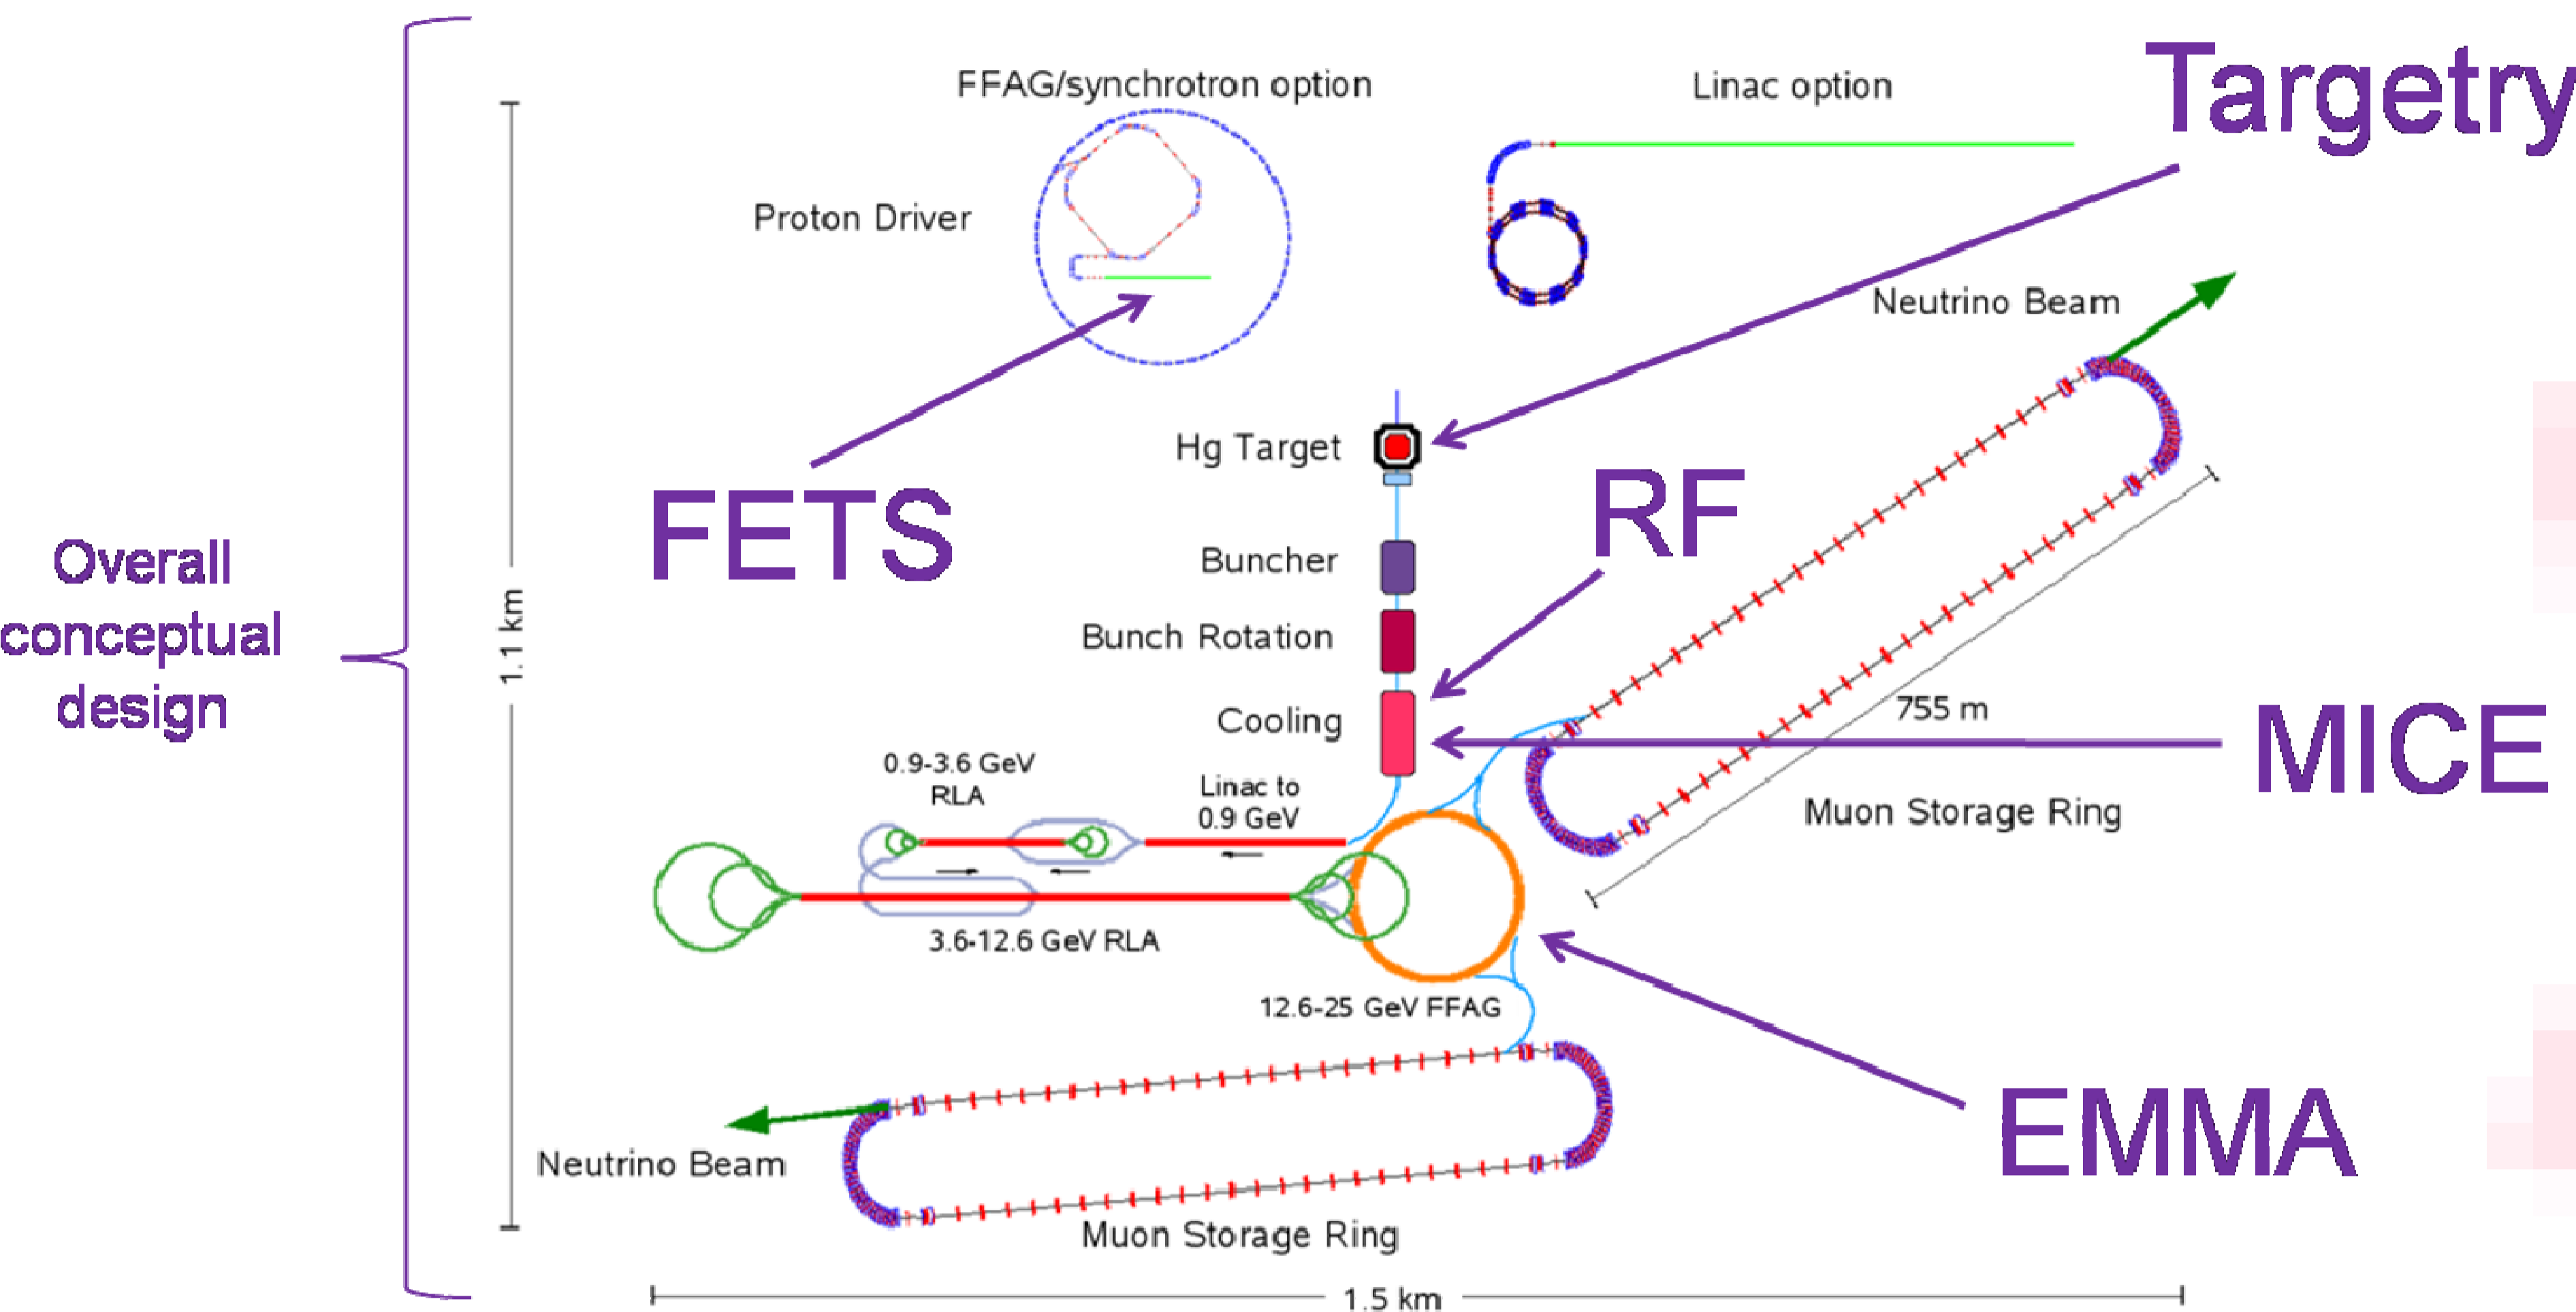 Targetry
FFAG/synchrotron option
Linac option
Proton Driver
Neutrino Beam
Hg Target
RF
FETS
Buncher
Overall
conceptual
design
1.1 km
Bunch Rotation
Cooling
755 m
MICE
0.9-3.6 GeV
RLA
Linac to
0.9 GeV
Muon Storage Ring
3.6-12.6 GeV RLA
12.6-25 GeV FFAG
EMMA
Neutrino Beam
Muon Storage Ring
1.5 km